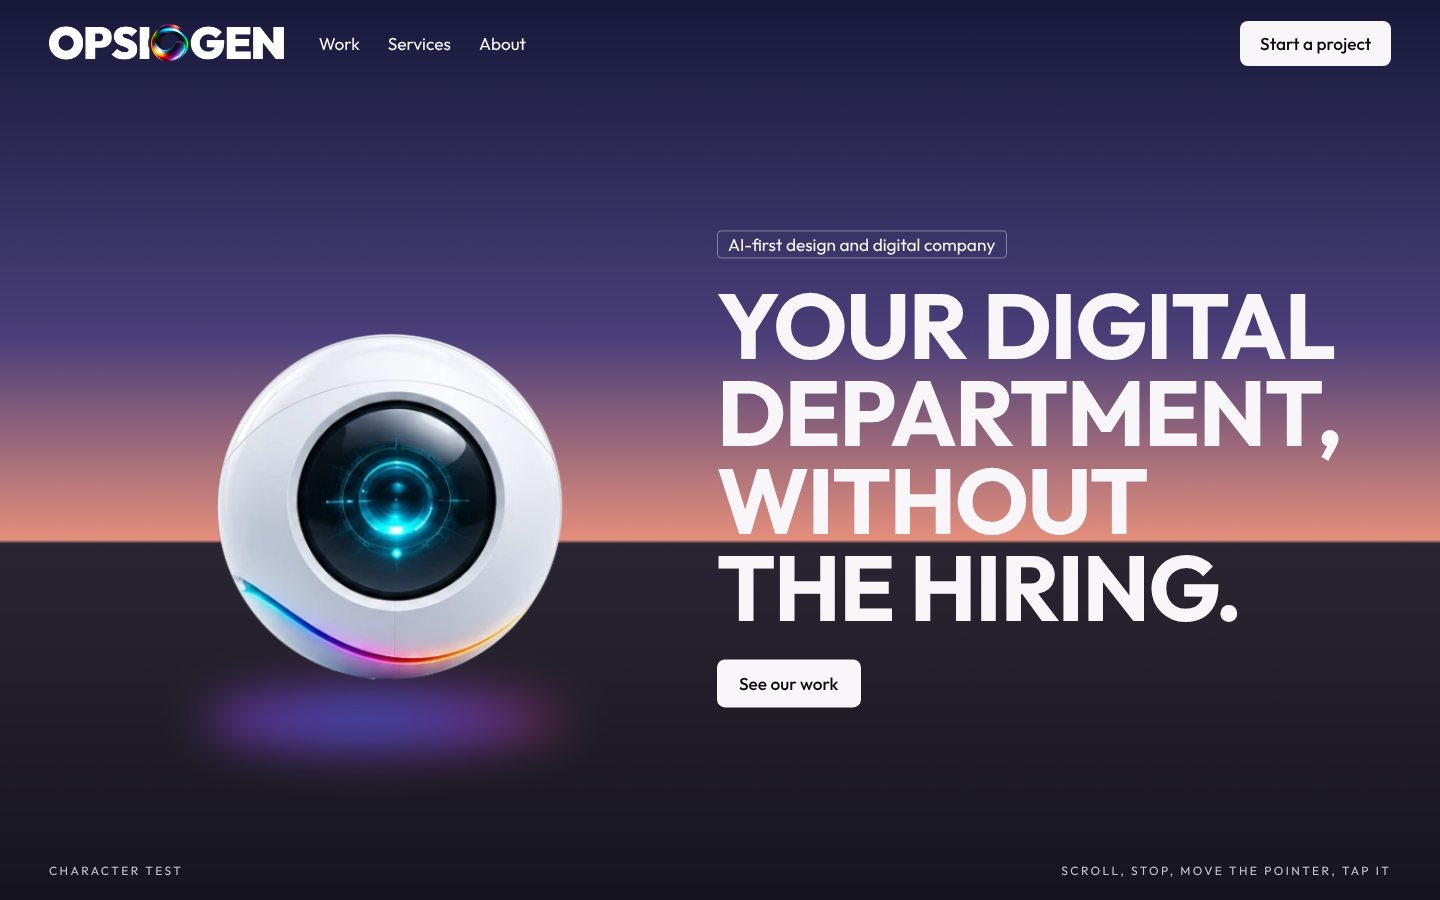 OPSIOGEN
Work
Services
About
Start a project
AI-first design and digital company
YOUR DIGITAL
DEPARTMENT,
WITHOUT
THE HIRING.
See our work
CHARACTER TEST
SCROLL, STOP, MOVE THE POINTER, TAP IT